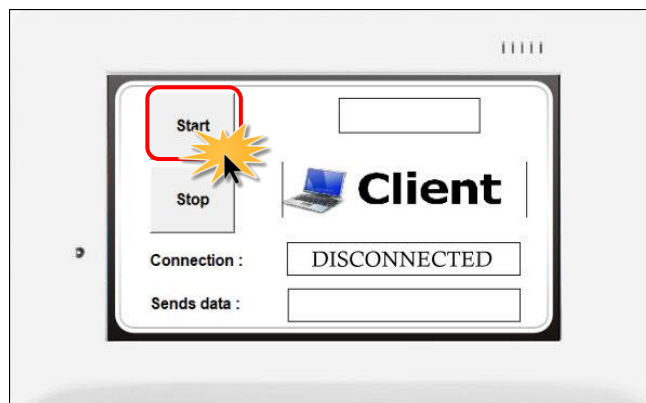 Start
Stop
Client
Connection :
DISCONNECTED
Sends data :